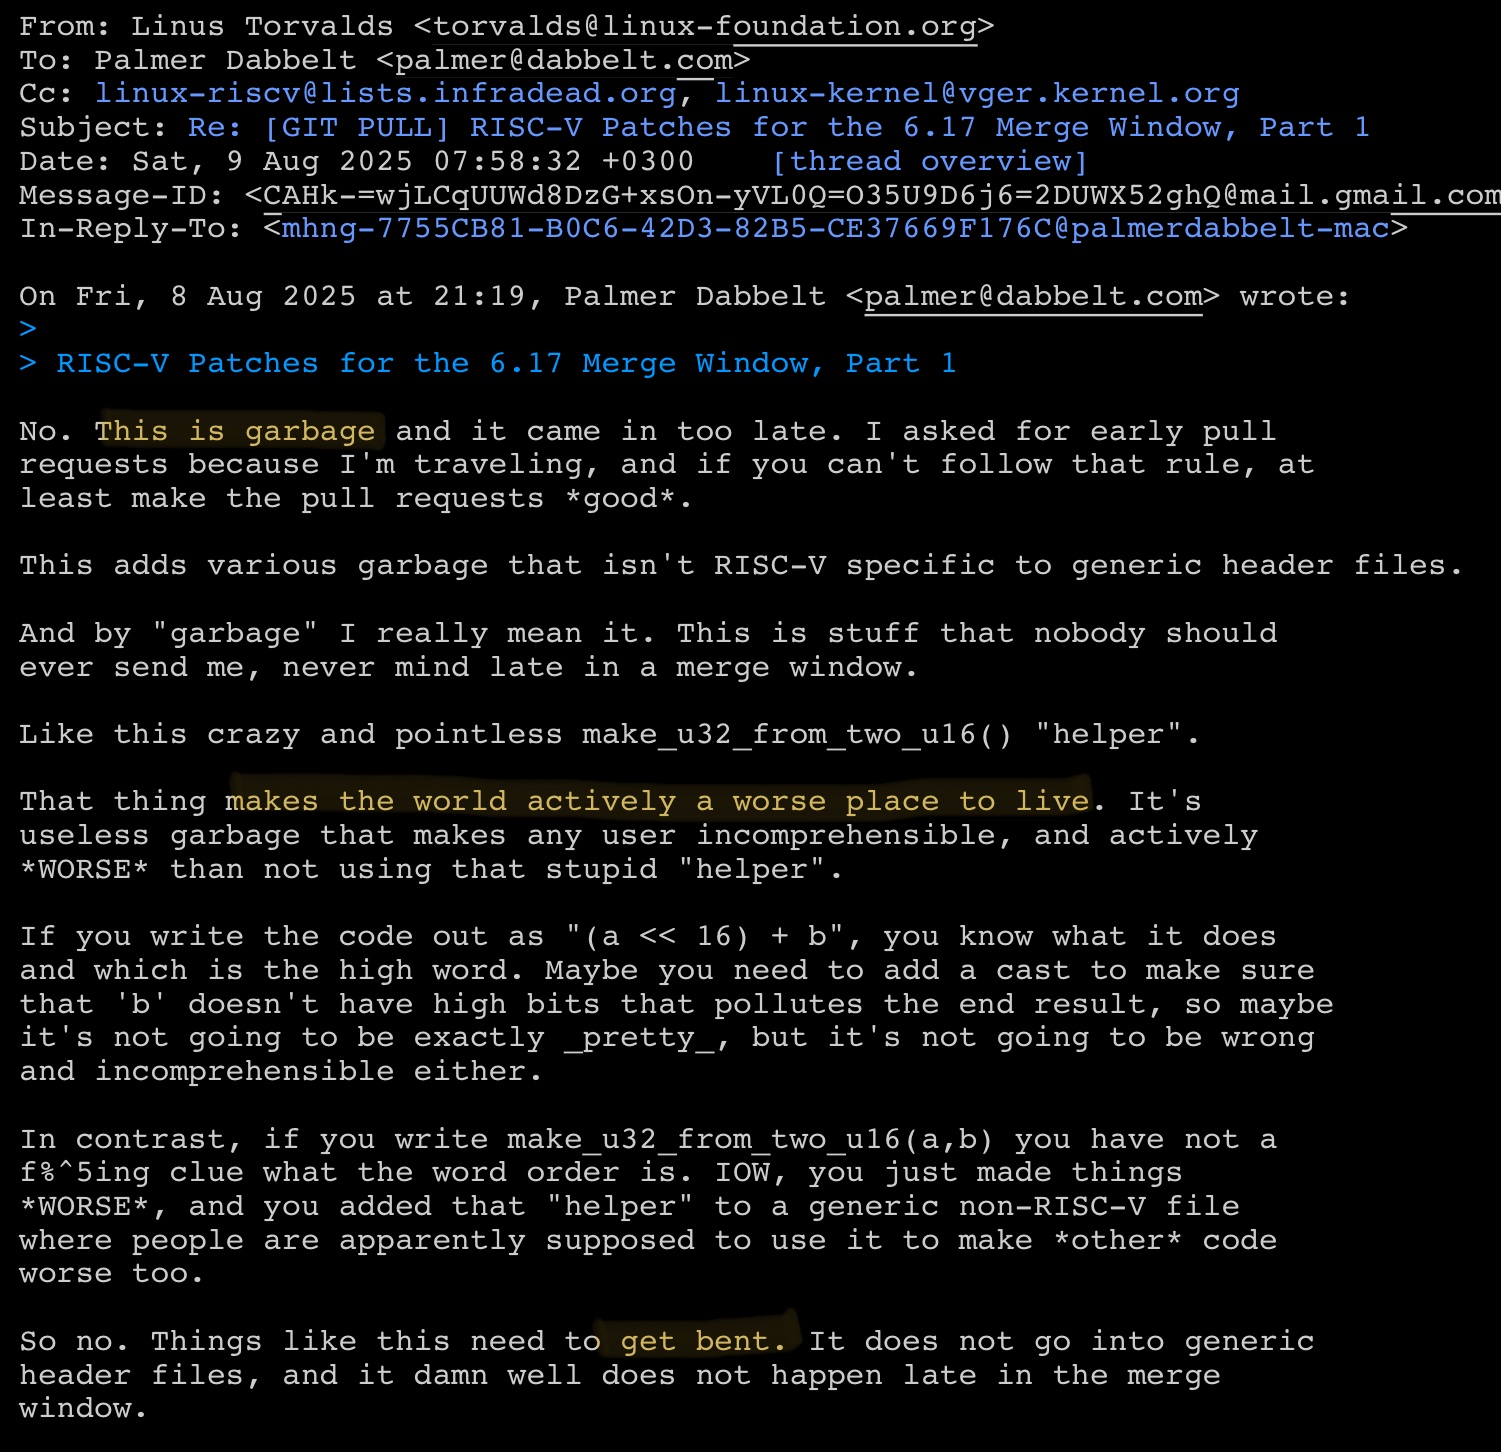 From: Linus Torvalds <torvalds@linux-foundation.org>
To: Palmer Dabbelt <palmer@dabbelt.com>
Cc: linux-riscv@lists.infradead.org, linux-kernel@vger.kernel.org
Subject: Re: [GIT PULL] RISC-V Patches for the 6.17 Merge Window, Part 1
Date: Sat, 9 Aug 2025 07:58:32 +0300 [thread overview]
Message-ID: <CAHk-=wjLCqUUWd8DzG+xsOn-yVL0Q=O35U9D6j6=2DUWX52ghQ@mail.gmail.com
In-Reply-To: <mhng-7755CB81-B0C6-42D3-82B5-CE37669F176C@palmerdabbelt-mac>
On Fri, 8 Aug 2025 at 21:19, Palmer Dabbelt <palmer@dabbelt.com> wrote:
>
> RISC-V Patches for the 6.17 Merge Window, Part 1
No. This is garbage and it came in too late. I asked for early pull
requests because I'm traveling, and if you can't follow that rule, at
least make the pull requests *good*.
This adds various garbage that isn't RISC-V specific to generic header files.
And by "garbage" I really mean it. This is stuff that nobody should
ever send me, never mind late in a merge window.
Like this crazy and pointless make_u32_from_two_u16() "helper".
That thing makes the world actively a worse place to live. It's
useless garbage that makes any user incomprehensible, and actively
*WORSE* than not using that stupid "helper".
If you write the code out as "(a << 16) + b", you know what it does
and which is the high word. Maybe you need to add a cast to make sure
that 'b' doesn't have high bits that pollutes the end result, so maybe
it's not going to be exactly _pretty_, but it's not going to be wrong
and incomprehensible either.
In contrast, if you write make_u32_from_two_u16(a,b) you have not a
f%^5ing clue what the word order is. IOW, you just made things
*WORSE*, and you added that "helper" to a generic non-RISC-V file
where people are apparently supposed to use it to make *other* code
worse too.
So no. Things like this need to get bent. It does not go into generic
header files, and it damn well does not happen late in the merge
window.